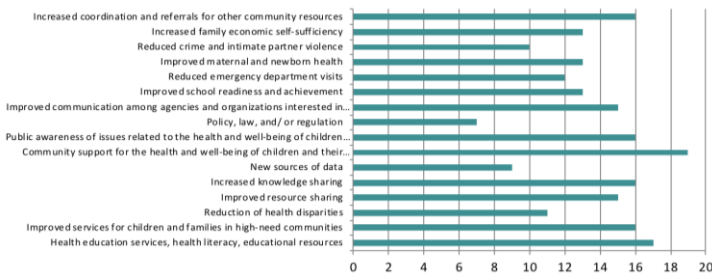 Increased coordination and referrals for other community resources
Increased family economic self-sufficiency
Reduced crime and intimate partner violence
Improved maternal and newborn health
Reduced emergency department visits
Improved school readiness and achievement
Improved communication among agencies and organizations interested in...
Policy, law, and/ or regulation
Public awareness of issues related to the health and well-being of children...
Community support for the health and well-being of children and their...
New sources of data
Increased knowledge sharing
Improved resource sharing
Reduction of health disparities
Improved services for children and families in high-need communities
Health education services, health literacy, educational resources
0 2 4 6 8 10 12 14 16 18 20